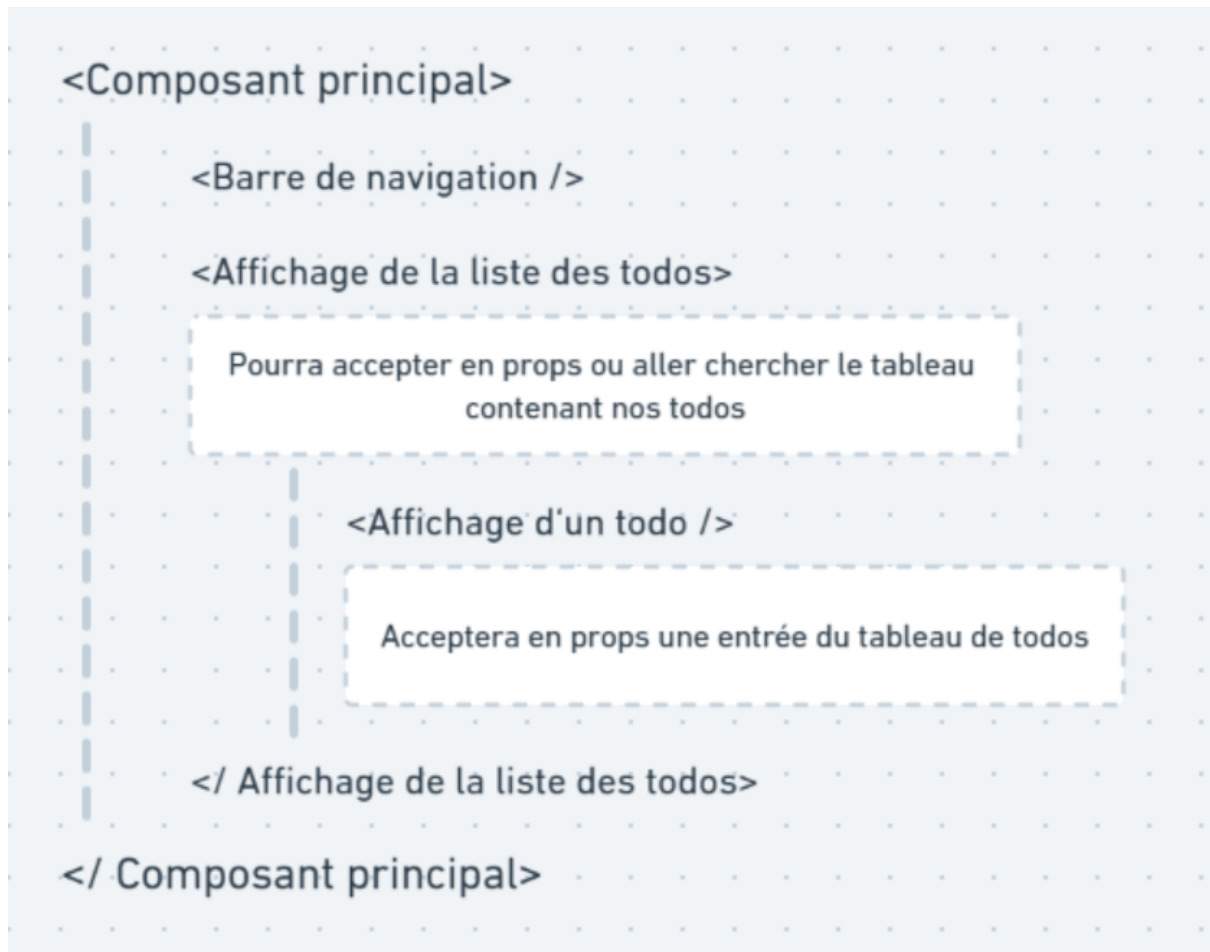 <Composant principal>
<Barre de navigation />
<Affichage de la liste des todos>
Pourra accepter en props ou aller chercher le tableau
contenant nos todos
<Affichage d'un todo />
Acceptera en props une entrée du tableau de todos
</ Affichage de la liste des todos>
</ Composant principal>